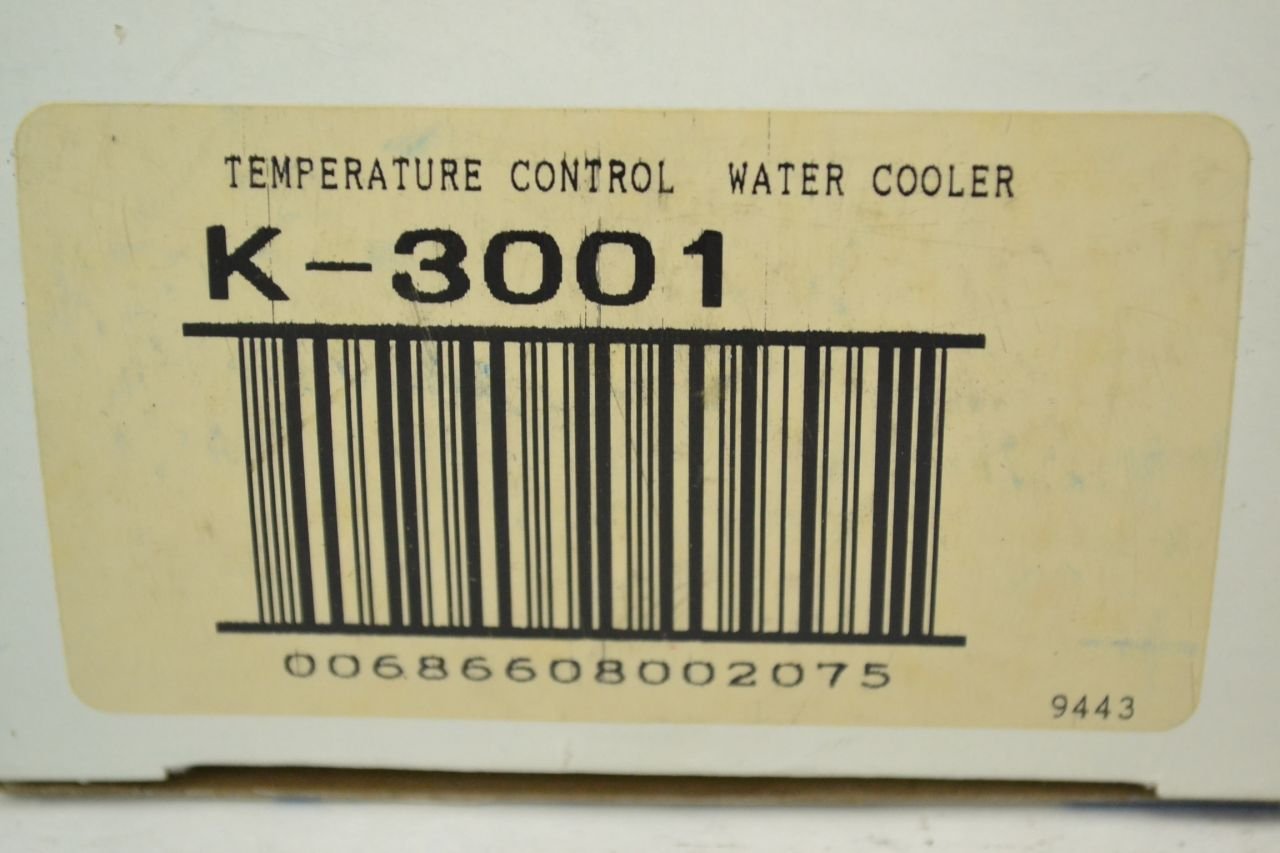 TEMPERATURE CONTROL WATER COOLER
K-3001
00686608002075
9443